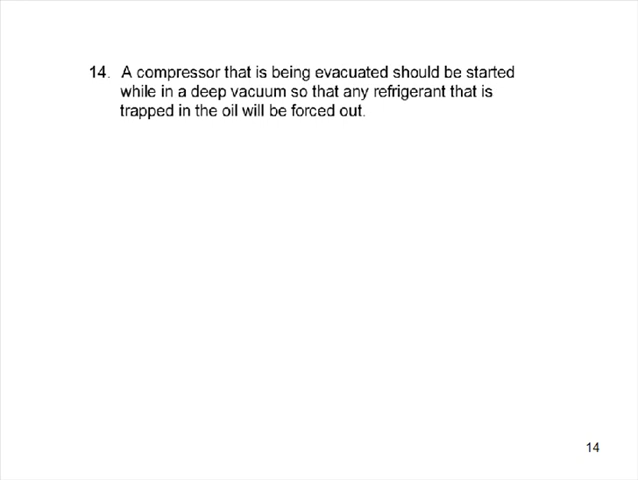 14. A compressor that is being evacuated should be started
while in a deep vacuum so that any refrigerant that is
trapped in the oil will be forced out.
14